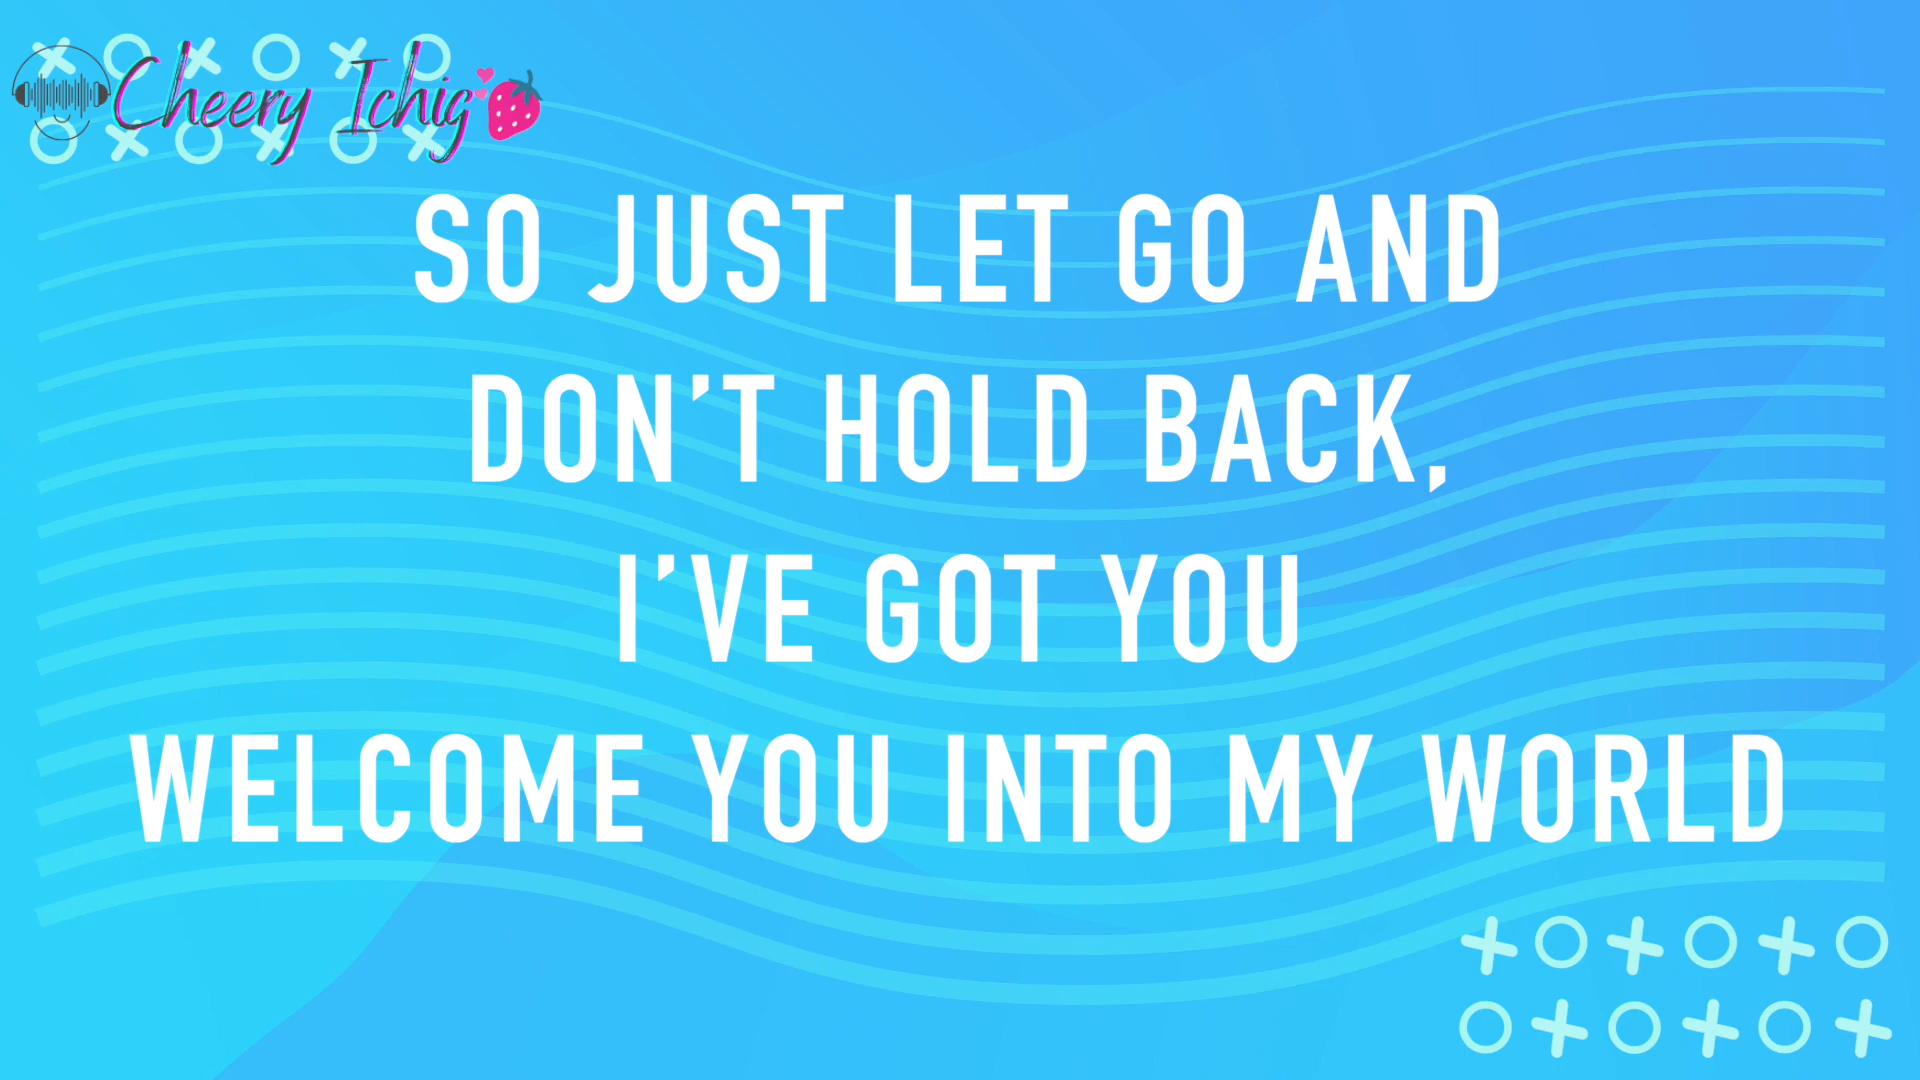 Cheery Ichig
SO JUST LET GO AND
DON'T HOLD BACK,
I'VE GOT YOU
WELCOME YOU INTO MY WORLD